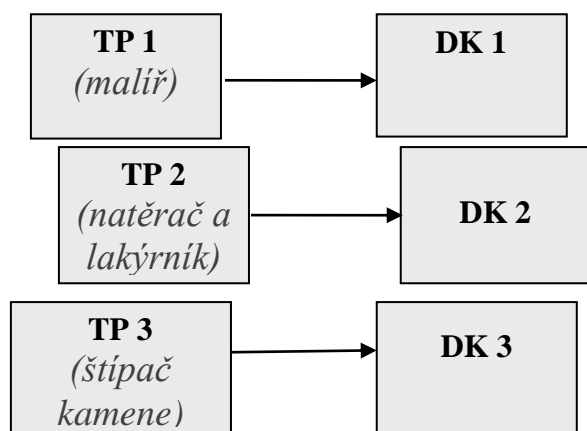 TP 1
(malíř)
DK 1
TP 2
(natěrač a
lakýrník)
DK 2
TP 3
(štípač
kamene)
DK 3